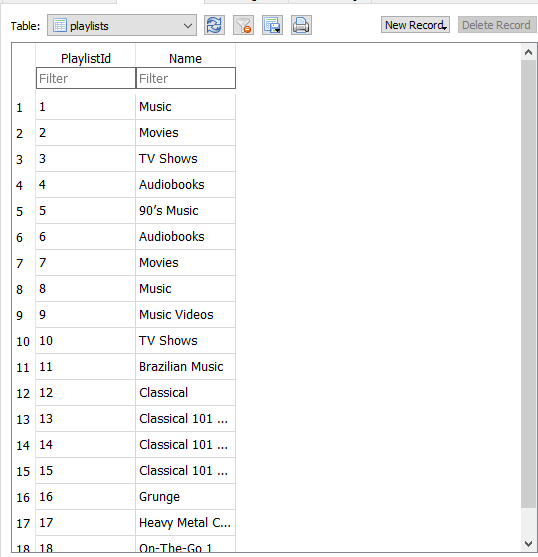 Table: playlists New Record Delete Record
PlaylistId Name
Filter Filter
1 1 Music
2 2 Movies
3 3 TV Shows
4 4 Audiobooks
5 5 90’s Music
6 6 Audiobooks
7 7 Movies
8 8 Music
9 9 Music Videos
10 10 TV Shows
11 11 Brazilian Music
12 12 Classical
13 13 Classical 101 ...
14 14 Classical 101 ...
15 15 Classical 101 ...
16 16 Grunge
17 17 Heavy Metal C...
18 18 On-The-Go 1